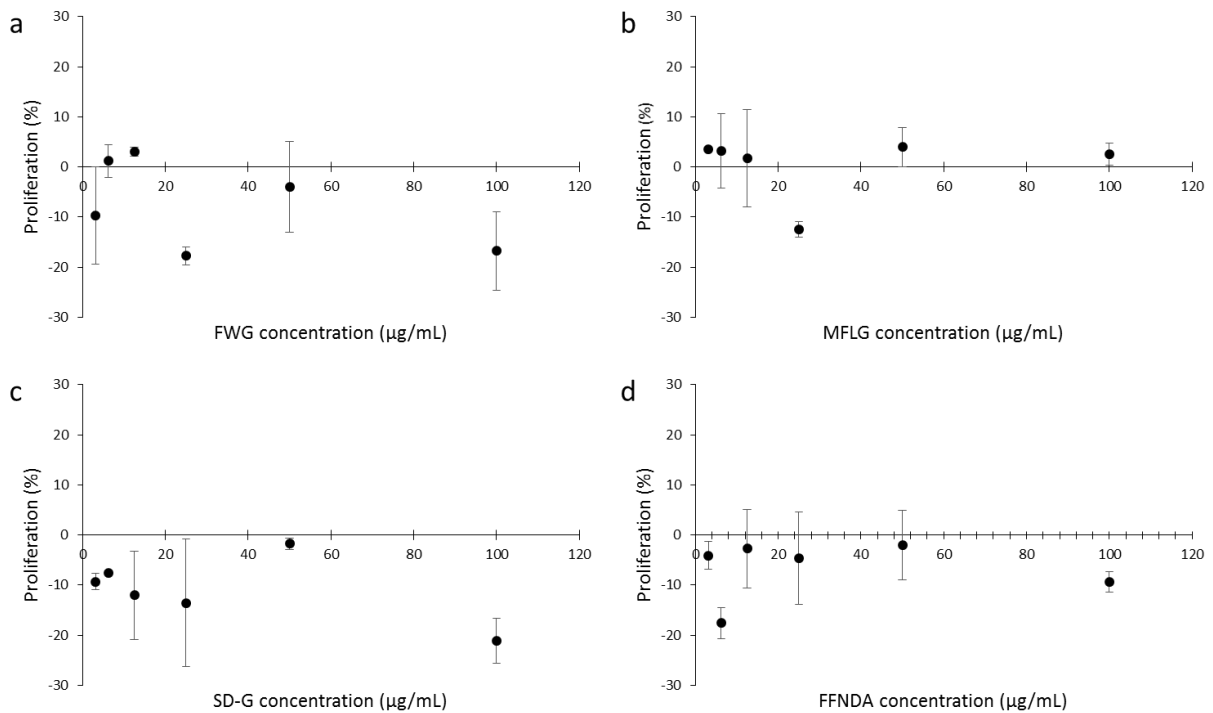 a
30
20
10
0
-10
-20
-30
0 20 40 60 80 100 120
Proliferation (%)
FWG concentration (µg/mL)
b
30
20
10
0
-10
-20
-30
0 20 40 60 80 100 120
Proliferation (%)
MFLG concentration (µg/mL)
c
30
20
10
0
-10
-20
-30
0 20 40 60 80 100 120
Proliferation (%)
SD-G concentration (µg/mL)
d
30
20
10
0
-10
-20
-30
0 20 40 60 80 100 120
Proliferation (%)
FFNDA concentration (µg/mL)